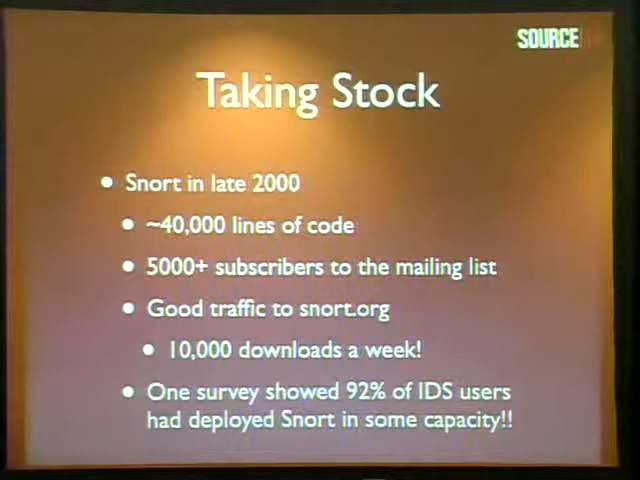 SOURCE
Taking Stock
• Snort in late 2000
• ~40,000 lines of code
• 5000+ subscribers to the mailing list
• Good traffic to snort.org
• 10,000 downloads a week!
• One survey showed 92% of IDS users
had deployed Snort in some capacity!!